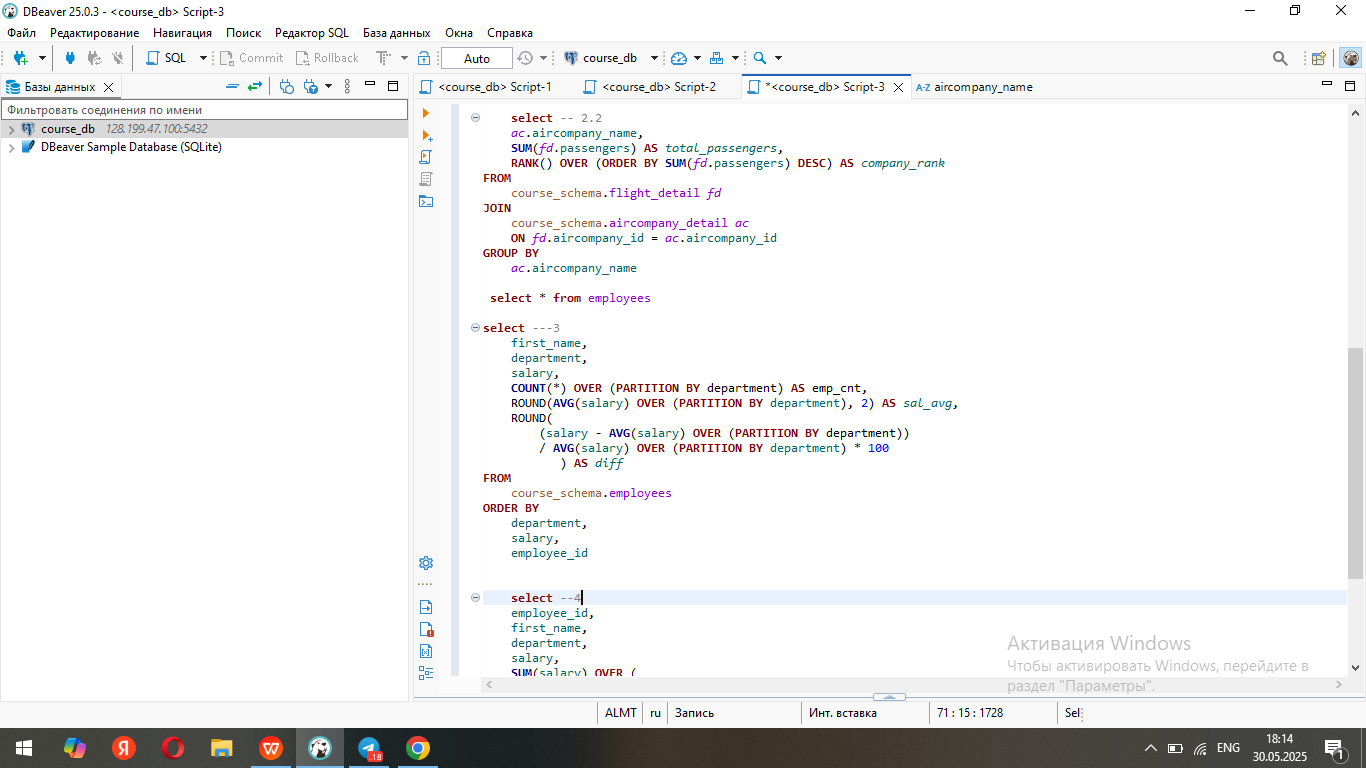 DBeaver 25.0.3 - <course_db> Script-3
Файл Редактирование Навигация Поиск Редактор SQL База данных Окна Справка
SQL Commit Rollback Auto course_db
Базы данных
<course_db> Script-1 <course_db> Script-2 *<course_db> Script-3 A-Z aircompany_name
Фильтровать соединения по имени
course_db 128.199.47.100:5432
DBeaver Sample Database (SQLite)
select -- 2.2
ac.aircompany_name,
SUM(fd.passengers) AS total_passengers,
RANK() OVER (ORDER BY SUM(fd.passengers) DESC) AS company_rank
FROM
course_schema.flight_detail fd
JOIN
course_schema.aircompany_detail ac
ON fd.aircompany_id = ac.aircompany_id
GROUP BY
ac.aircompany_name
select * from employees
select ---3
first_name,
department,
salary,
COUNT(*) OVER (PARTITION BY department) AS emp_cnt,
ROUND(AVG(salary) OVER (PARTITION BY department), 2) AS sal_avg,
ROUND(
(salary - AVG(salary) OVER (PARTITION BY department))
/ AVG(salary) OVER (PARTITION BY department) * 100
) AS diff
FROM
course_schema.employees
ORDER BY
department,
salary,
employee_id
select --4
employee_id,
first_name,
department,
salary,
SUM(salary) OVER (
Активация Windows
Чтобы активировать Windows, перейдите в
раздел "Параметры".
ALMT ru Запись Инт. вставка 71 : 15 : 1728 Sel
.18
ENG
18:14
30.05.2025
1